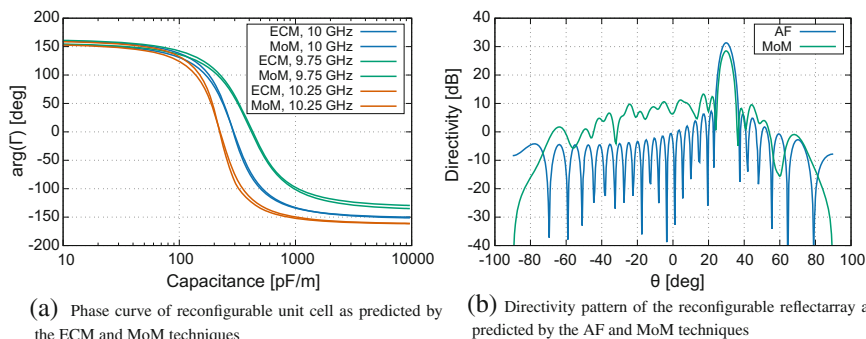 200
150
100
50
0
-50
-100
-150
-200
arg(Γ) [deg]
10
100
1000
10000
Capacitance [pF/m]
ECM, 10 GHz
MoM, 10 GHz
ECM, 9.75 GHz
MoM, 9.75 GHz
ECM, 10.25 GHz
MoM, 10.25 GHz
(a) Phase curve of reconfigurable unit cell as predicted by
the ECM and MoM techniques
40
30
20
10
0
-10
-20
-30
-40
Directivity [dB]
-100 -80 -60 -40 -20 0 20 40 60 80 100
θ [deg]
AF
MoM
(b) Directivity pattern of the reconfigurable reflectarray a
predicted by the AF and MoM techniques